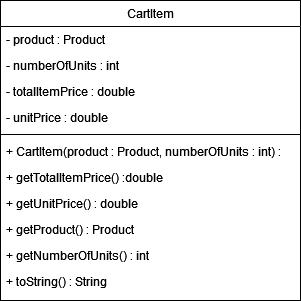 CartItem
- product : Product
- numberOfUnits : int
- totalItemPrice : double
- unitPrice : double
+ CartItem(product : Product, numberOfUnits : int) :
+ getTotalItemPrice() :double
+ getUnitPrice() : double
+ getProduct() : Product
+ getNumberOfUnits() : int
+ toString() : String